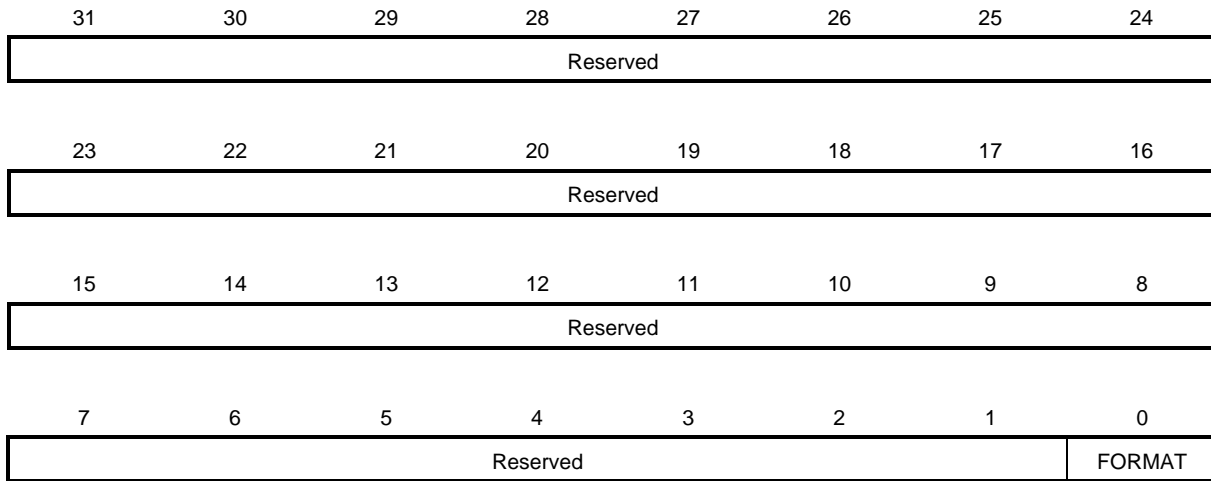 31 30 29 28 27 26 25 24
Reserved
23 22 21 20 19 18 17 16
Reserved
15 14 13 12 11 10 9 8
Reserved
7 6 5 4 3 2 1 0
Reserved FORMAT